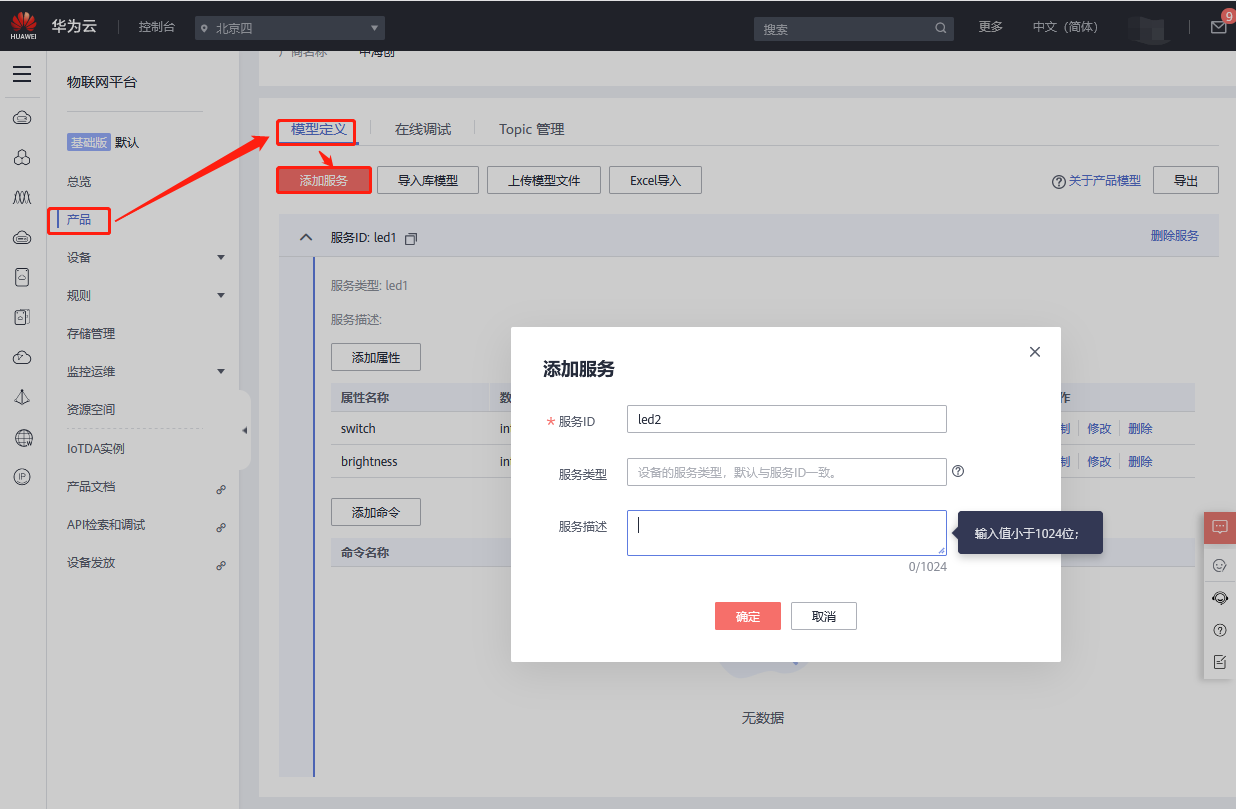 HUAWEI
华为云
控制台
北京四
搜索
更多
中文（简体）
9
物联网平台
基础版 默认
总览
产品
设备
规则
存储管理
监控运维
资源空间
IoTDA实例
产品文档
API检索和调试
设备发放
厂商名称 中海创
模型定义
在线调试
Topic 管理
添加服务
导入库模型
上传模型文件
Excel导入
关于产品模型
导出
服务ID: led1
删除服务
服务类型: led1
服务描述:
添加属性
属性名称 数 作
switch int 制 修改 删除
brightness int 制 修改 删除
添加命令
命令名称
无数据
添加服务
* 服务ID led2
服务类型 设备的服务类型，默认与服务ID一致。
服务描述
输入值小于1024位；
0/1024
确定
取消
IP